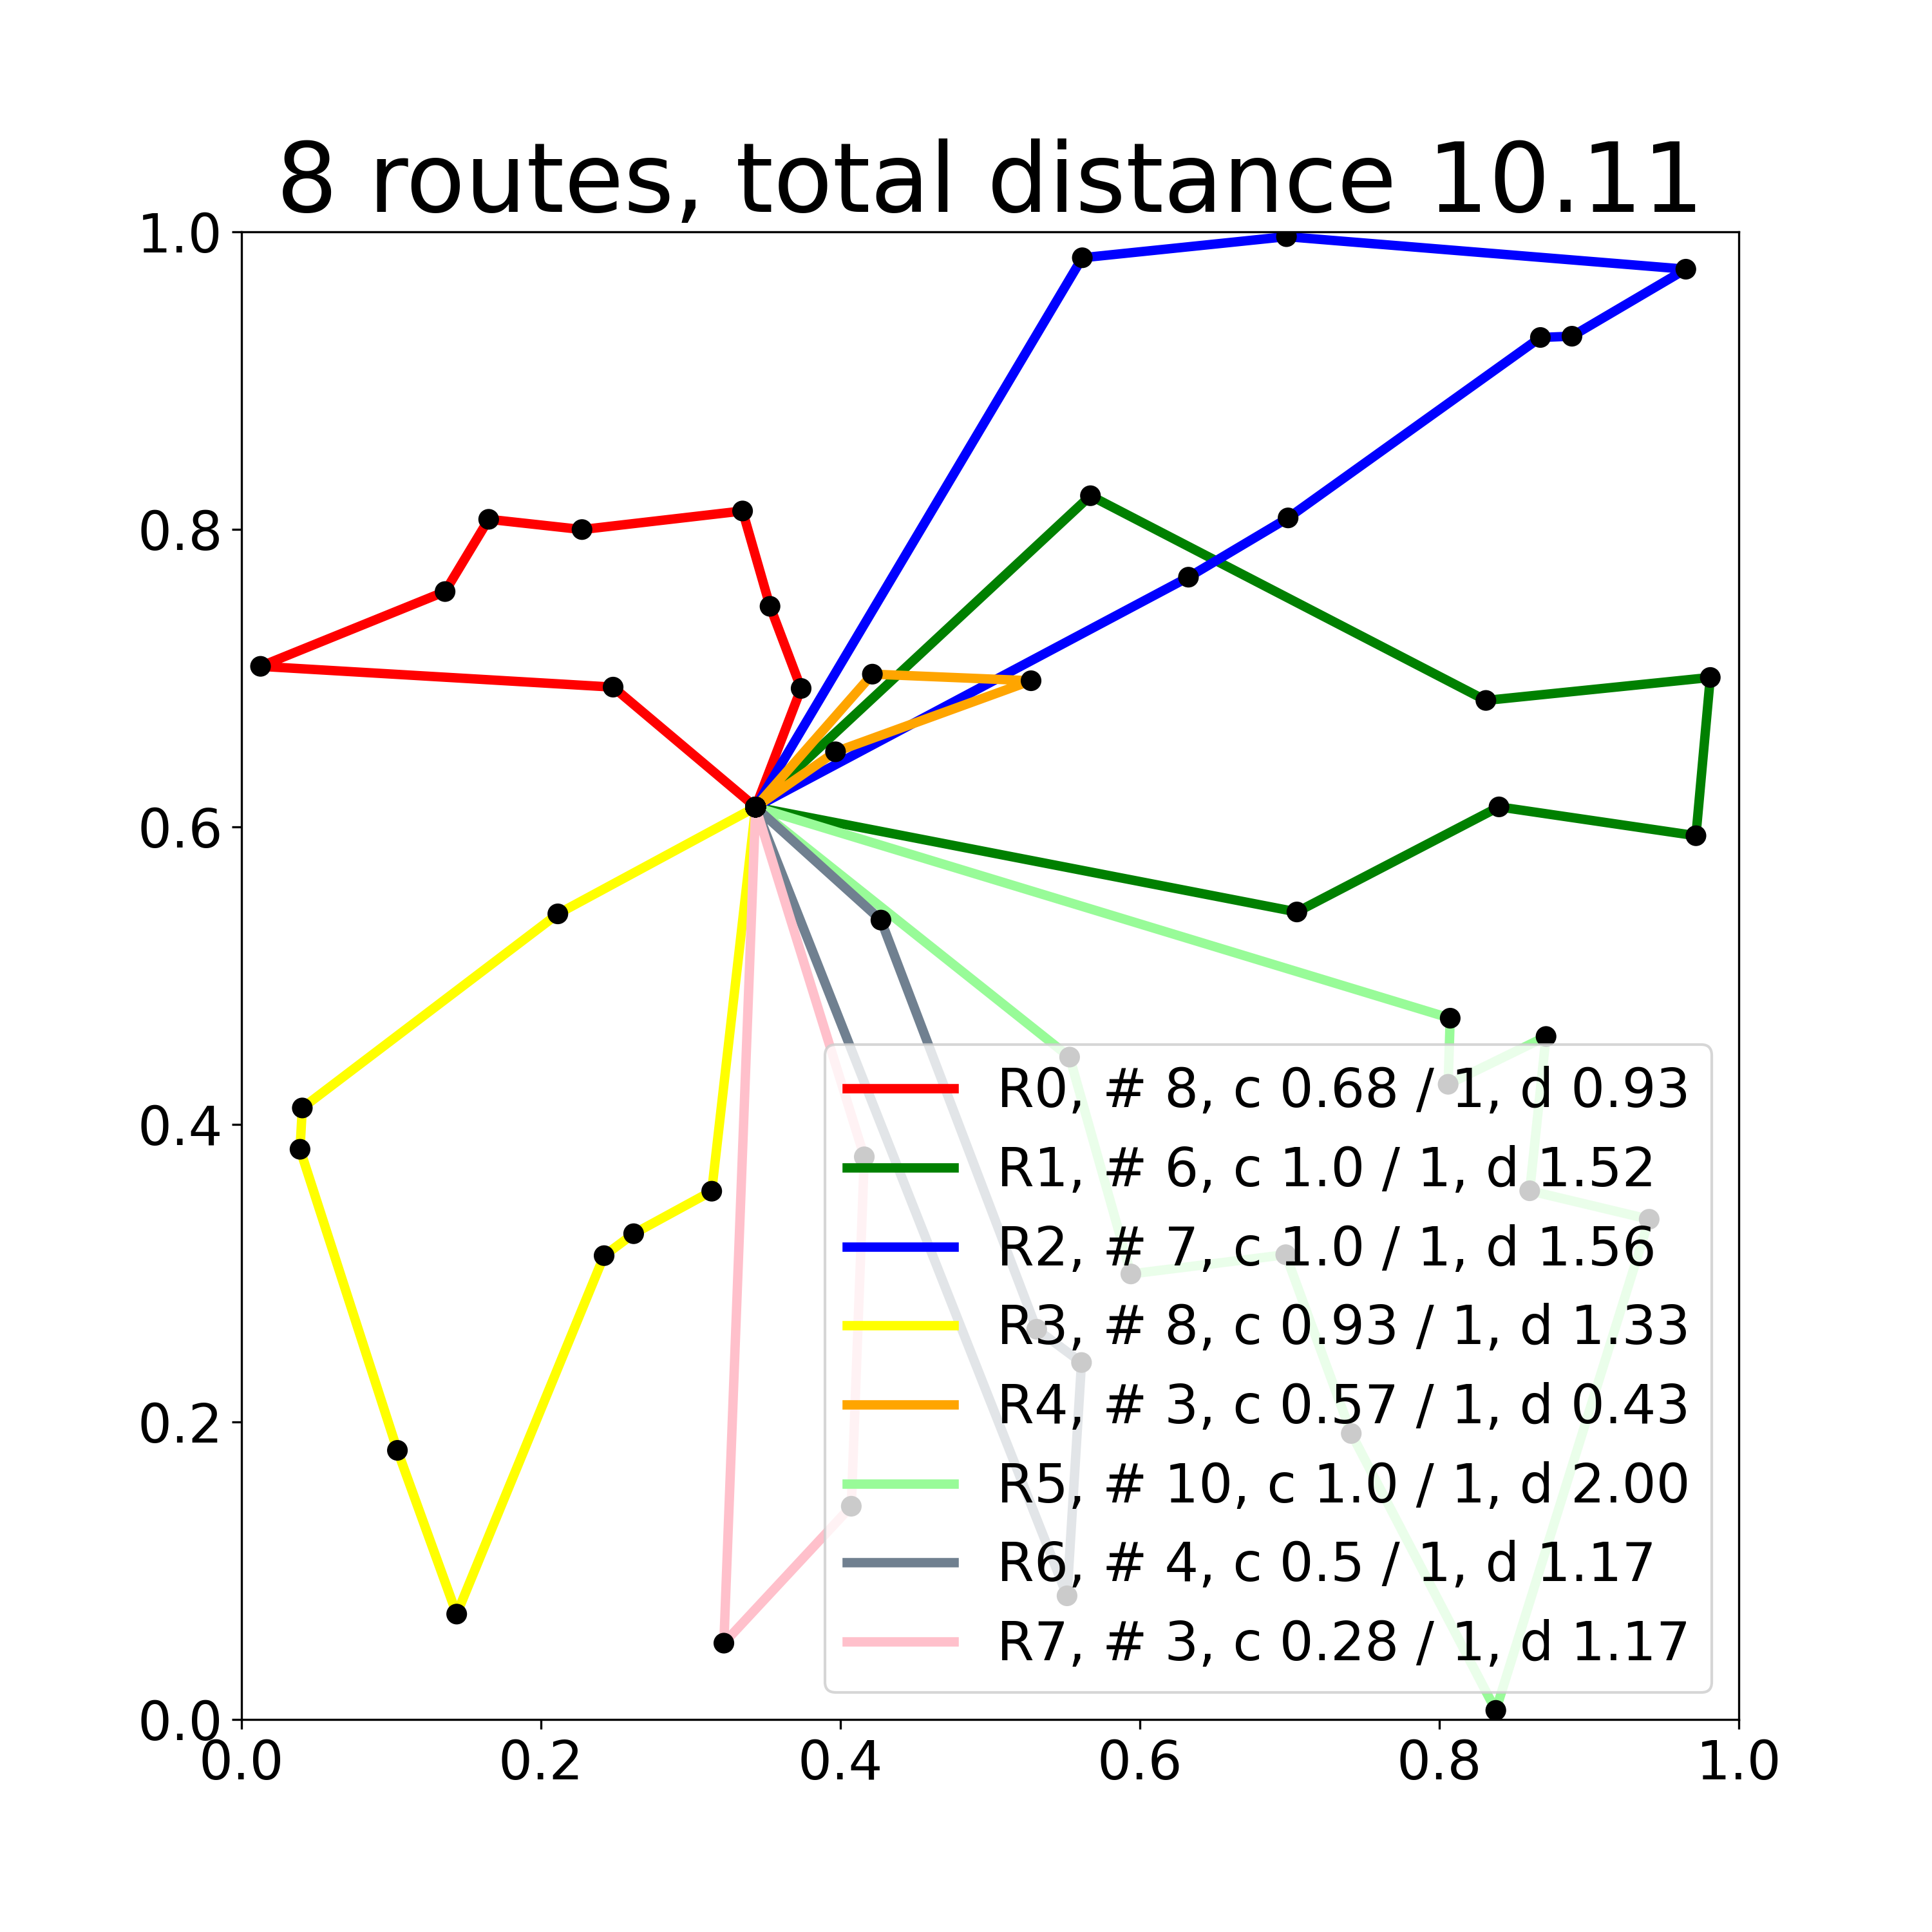 8 routes, total distance 10.11
1.0
0.8
0.6
0.4
0.2
0.0
0.0 0.2 0.4 0.6 0.8 1.0
R0, # 8, c 0.68 / 1, d 0.93
R1, # 6, c 1.0 / 1, d 1.52
R2, # 7, c 1.0 / 1, d 1.56
R3, # 8, c 0.93 / 1, d 1.33
R4, # 3, c 0.57 / 1, d 0.43
R5, # 10, c 1.0 / 1, d 2.00
R6, # 4, c 0.5 / 1, d 1.17
R7, # 3, c 0.28 / 1, d 1.17